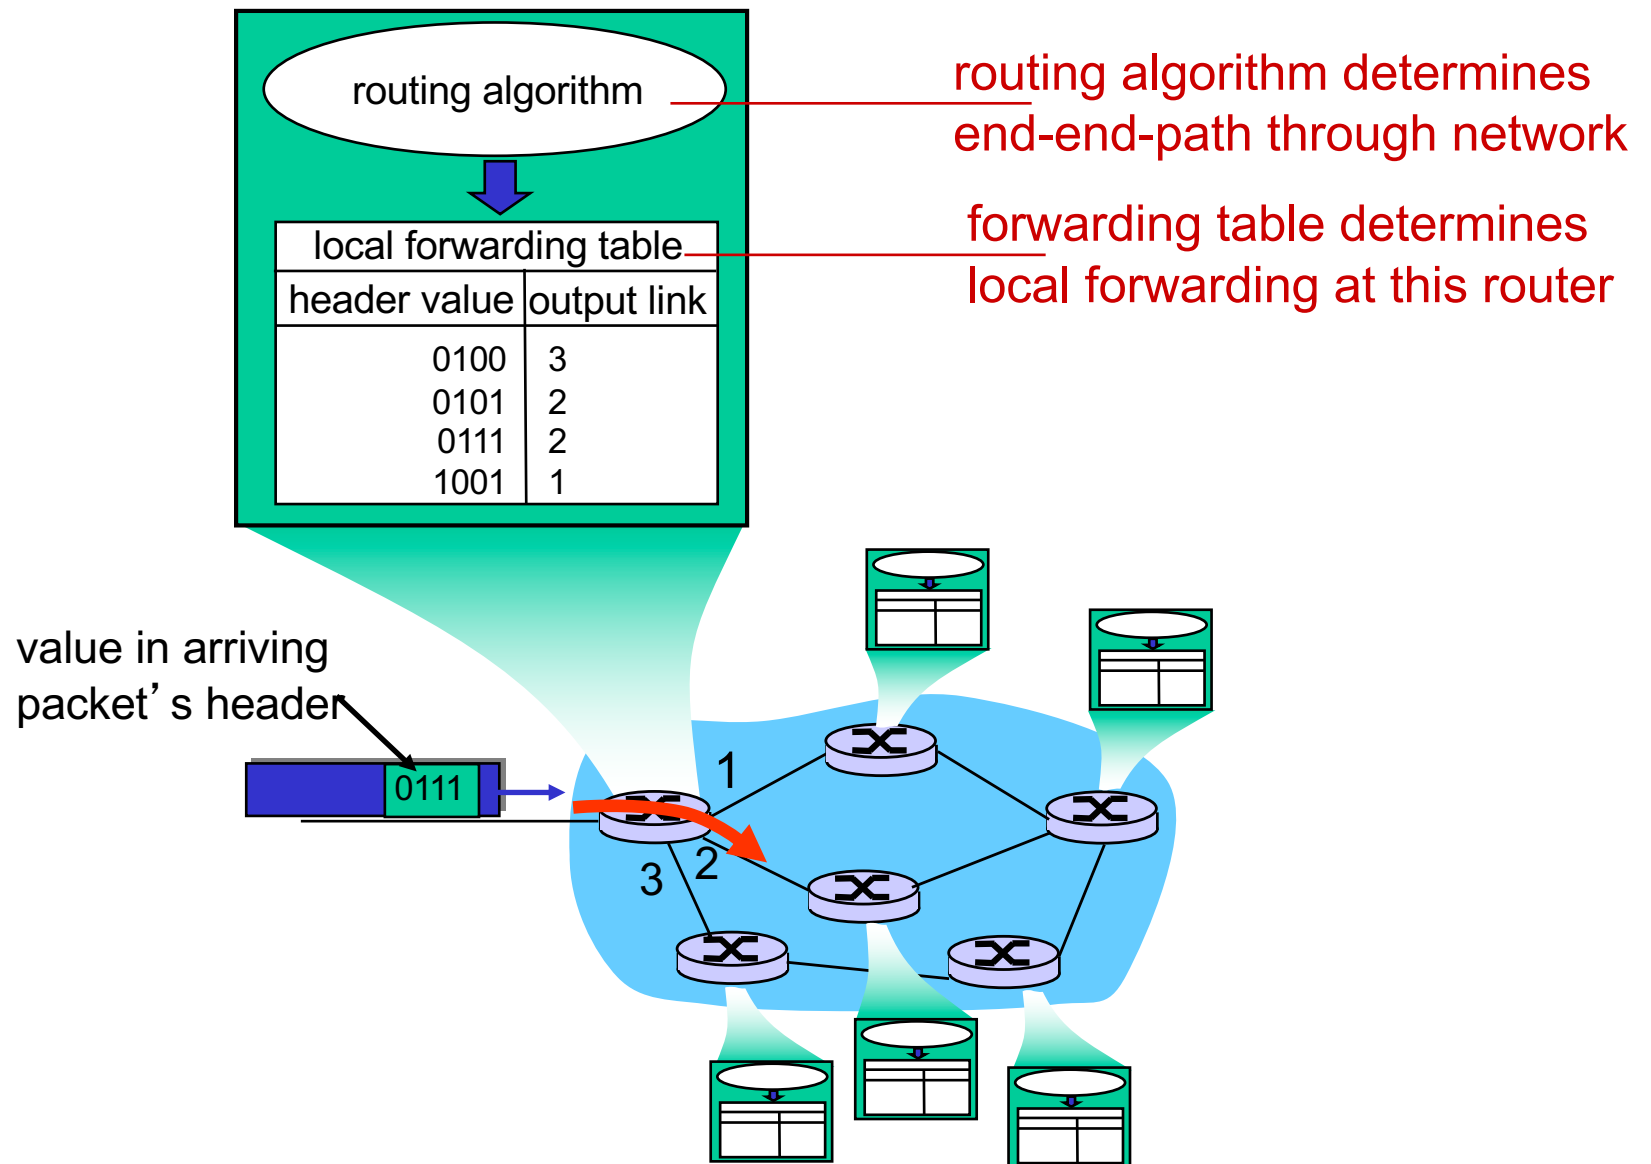 routing algorithm
routing algorithm determines
end-end-path through network
local forwarding table
forwarding table determines
local forwarding at this router
header value output link
0100 3
0101 2
0111 2
1001 1
value in arriving
packet’s header
0111
1
2
3